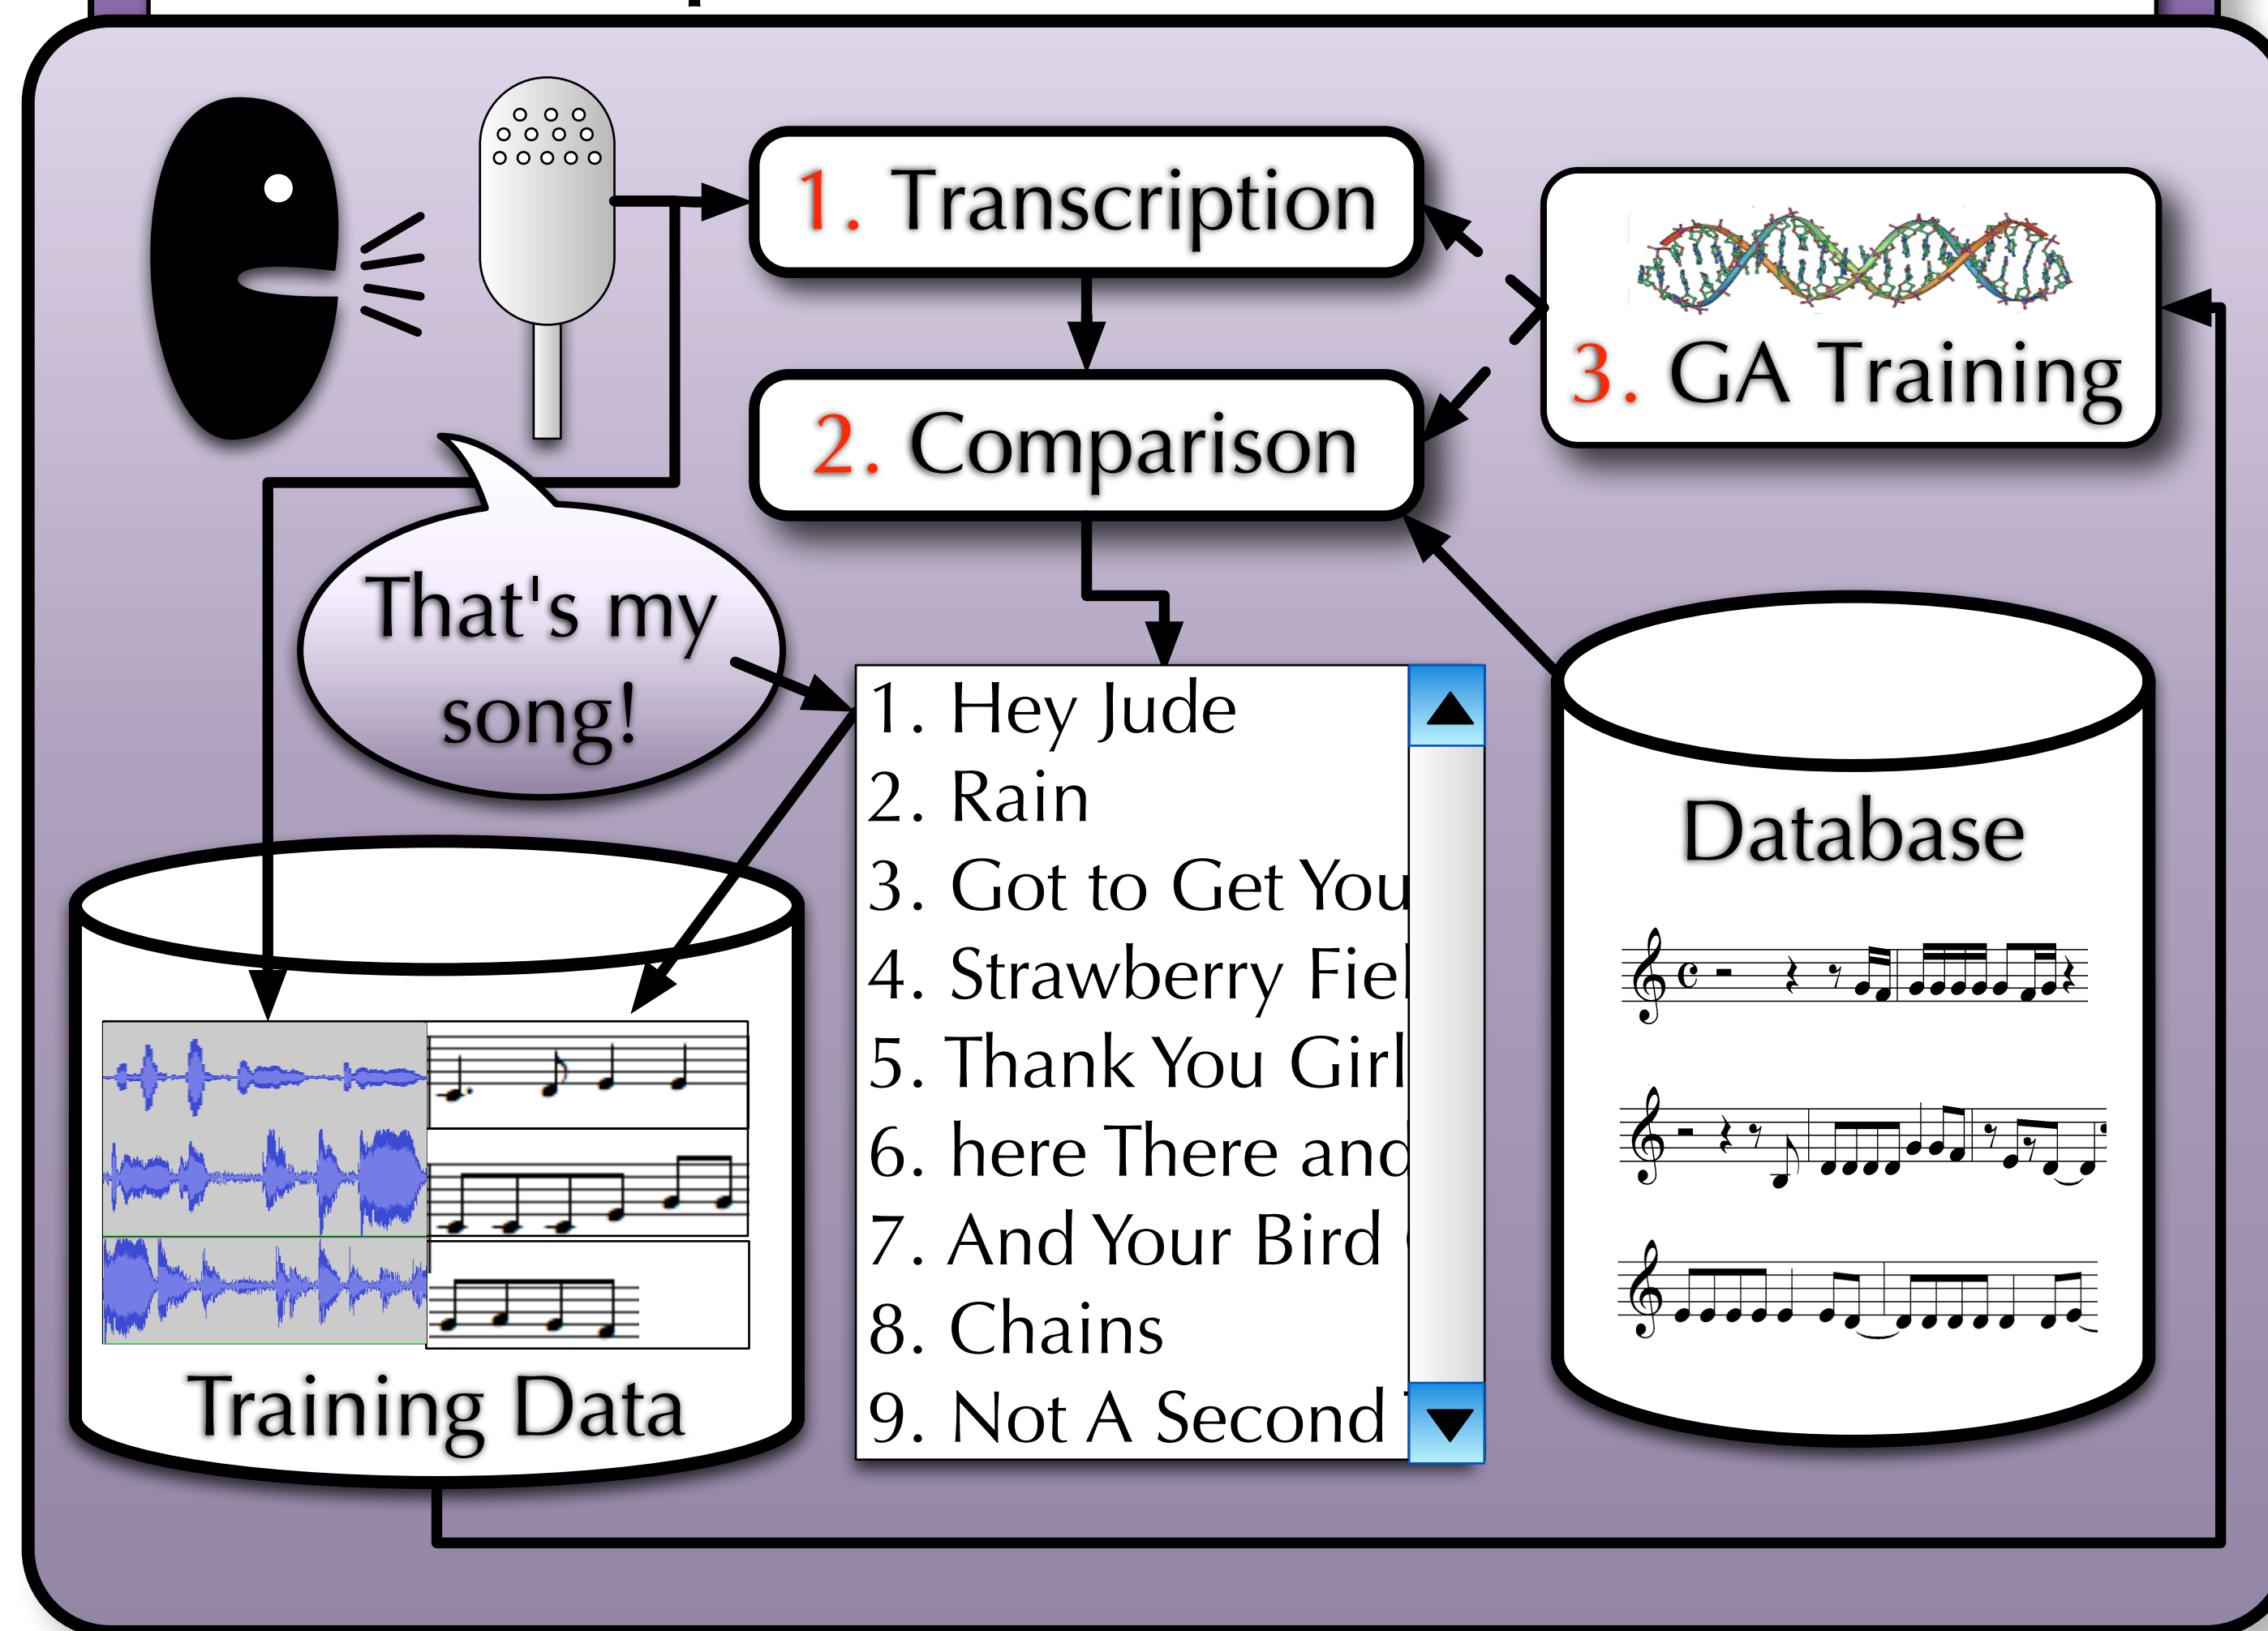 1. Transcription
3. GA Training
2. Comparison
That's my
song!
1. Hey Jude
2. Rain
3. Got to Get You
4. Strawberry Fiel
5. Thank You Girl
6. here There and
7. And Your Bird
8. Chains
9. Not A Second
Database
Training Data